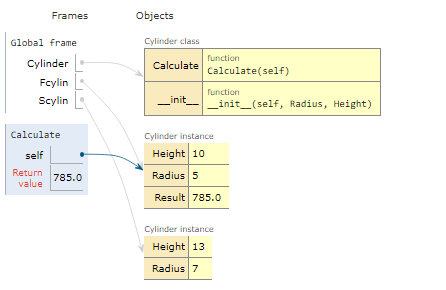 Frames Objects
Global frame
Cylinder
Fcylin
Scylin
Calculate
self
Return
value 785.0
Cylinder class
Calculate function
Calculate(self)
__init__ function
__init__(self, Radius, Height)
Cylinder instance
Height 10
Radius 5
Result 785.0
Cylinder instance
Height 13
Radius 7